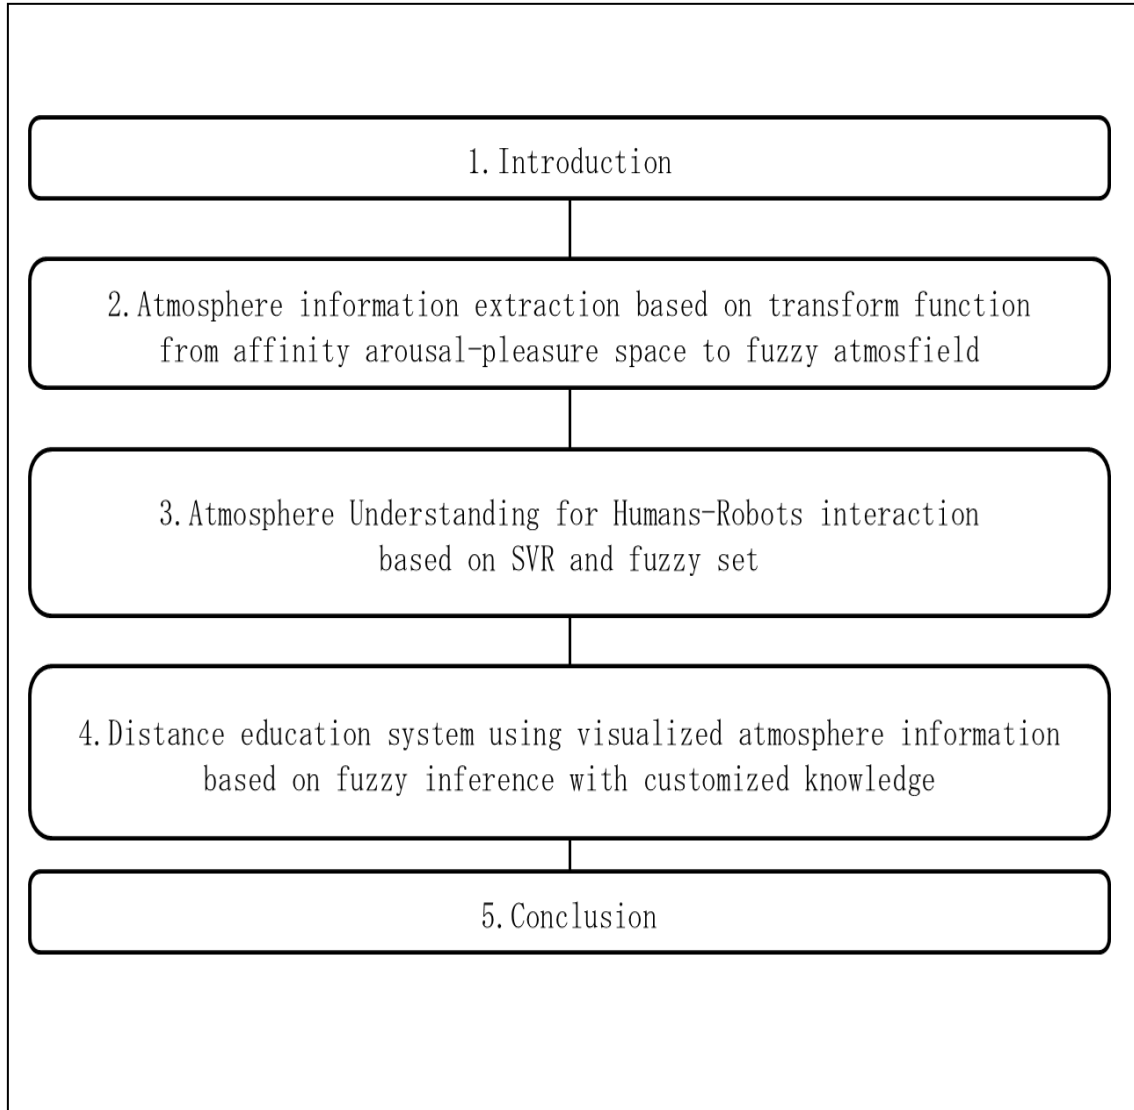 1.Introduction
2.Atmosphere information extraction based on transform function
from affinity arousal-pleasure space to fuzzy atmosfield
3.Atmosphere Understanding for Humans-Robots interaction
based on SVR and fuzzy set
4.Distance education system using visualized atmosphere information
based on fuzzy inference with customized knowledge
5.Conclusion